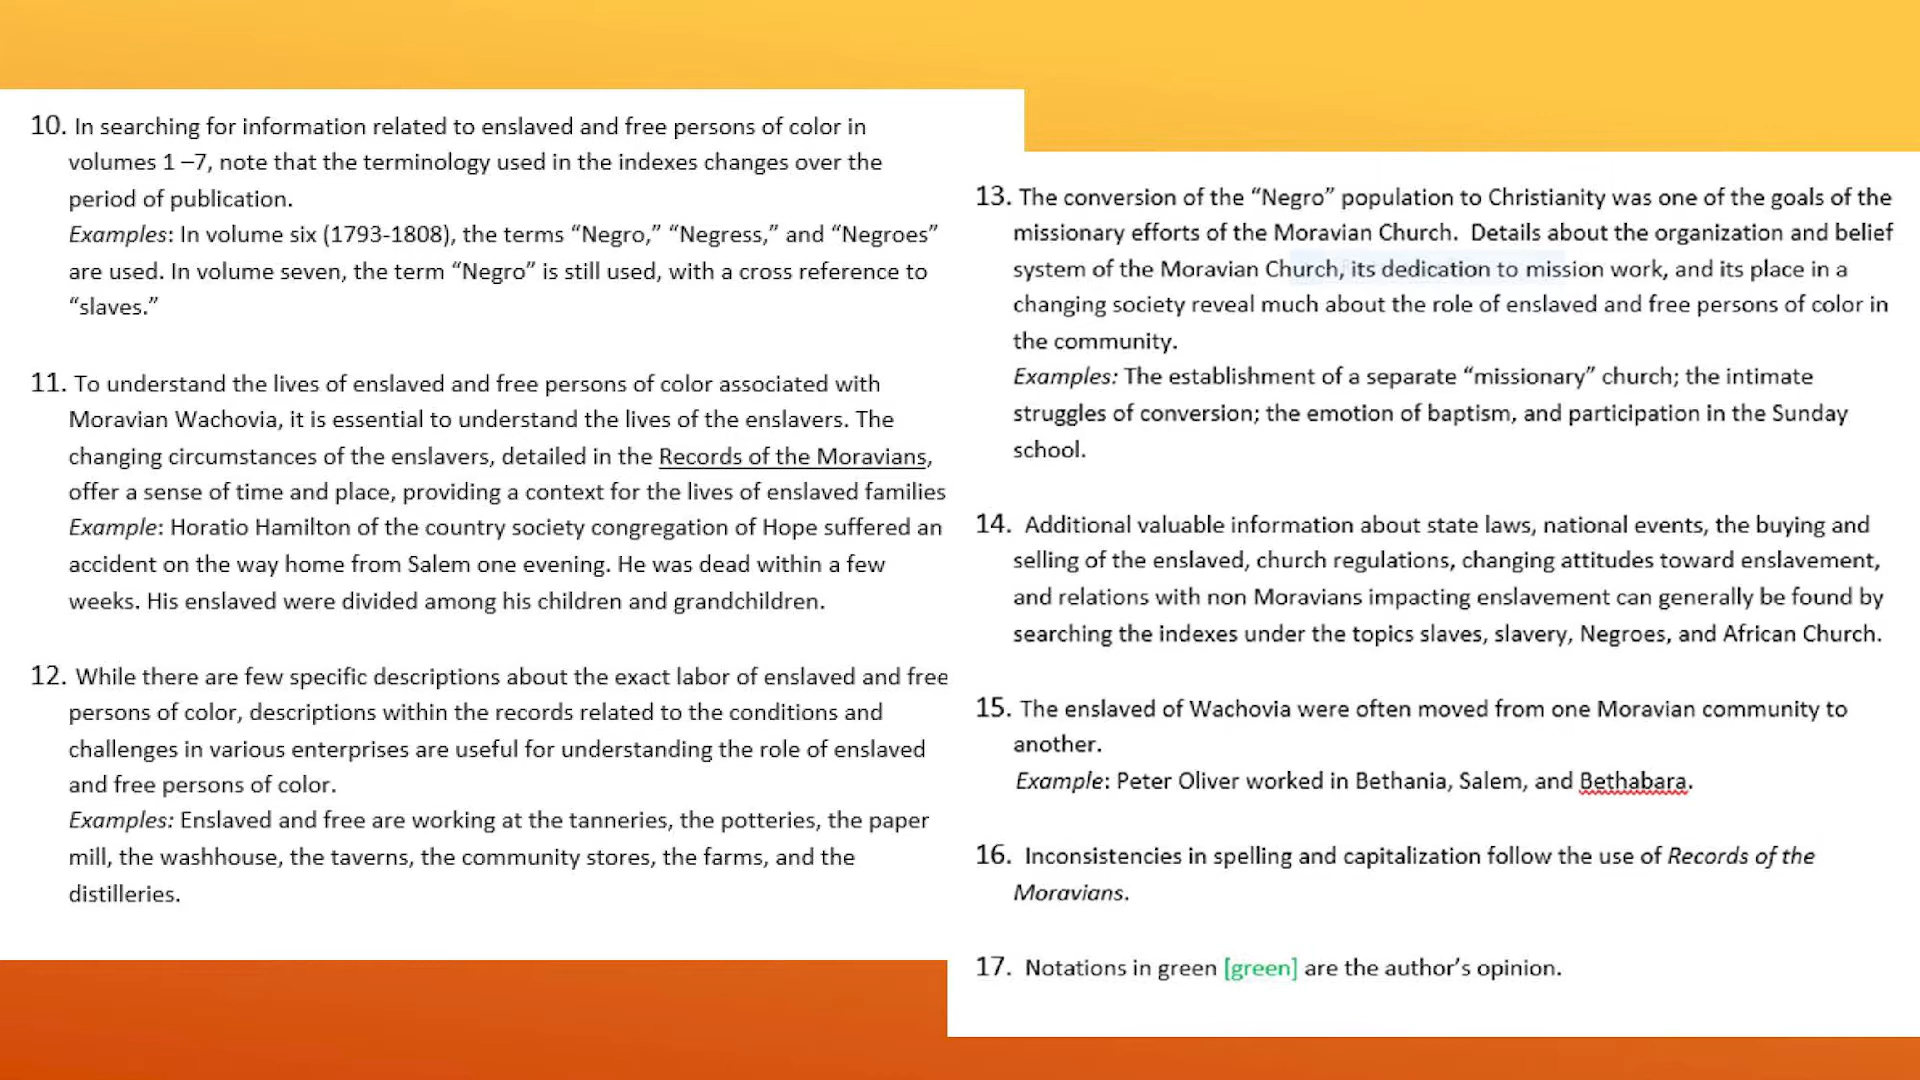 10. In searching for information related to enslaved and free persons of color in
volumes 1 –7, note that the terminology used in the indexes changes over the
period of publication.
Examples: In volume six (1793-1808), the terms “Negro,” “Negress,” and “Negroes”
are used. In volume seven, the term “Negro” is still used, with a cross reference to
“slaves.”
11. To understand the lives of enslaved and free persons of color associated with
Moravian Wachovia, it is essential to understand the lives of the enslavers. The
changing circumstances of the enslavers, detailed in the Records of the Moravians,
offer a sense of time and place, providing a context for the lives of enslaved families
Example: Horatio Hamilton of the country society congregation of Hope suffered an
accident on the way home from Salem one evening. He was dead within a few
weeks. His enslaved were divided among his children and grandchildren.
12. While there are few specific descriptions about the exact labor of enslaved and free
persons of color, descriptions within the records related to the conditions and
challenges in various enterprises are useful for understanding the role of enslaved
and free persons of color.
Examples: Enslaved and free are working at the tanneries, the potteries, the paper
mill, the washhouse, the taverns, the community stores, the farms, and the
distilleries.
13. The conversion of the “Negro” population to Christianity was one of the goals of the
missionary efforts of the Moravian Church. Details about the organization and belief
system of the Moravian Church, its dedication to mission work, and its place in a
changing society reveal much about the role of enslaved and free persons of color in
the community.
Examples: The establishment of a separate “missionary” church; the intimate
struggles of conversion; the emotion of baptism, and participation in the Sunday
school.
14. Additional valuable information about state laws, national events, the buying and
selling of the enslaved, church regulations, changing attitudes toward enslavement,
and relations with non Moravians impacting enslavement can generally be found by
searching the indexes under the topics slaves, slavery, Negroes, and African Church.
15. The enslaved of Wachovia were often moved from one Moravian community to
another.
Example: Peter Oliver worked in Bethania, Salem, and Bethabara.
16. Inconsistencies in spelling and capitalization follow the use of Records of the
Moravians.
17. Notations in green [green] are the author’s opinion.